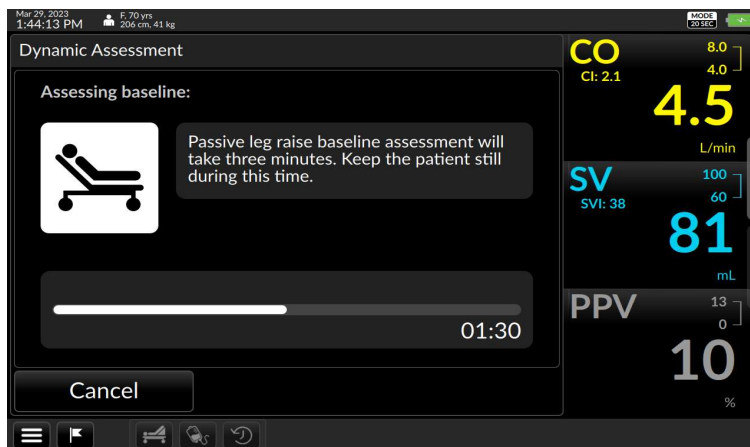 Mar 29, 2023
1:44:13 PM
F, 70 yrs
206 cm, 41 kg
MODE
20 SEC
Dynamic Assessment
Assessing baseline:
Passive leg raise baseline assessment will
take three minutes. Keep the patient still
during this time.
01:30
Cancel
CO
CI: 2.1
8.0
4.0
4.5
L/min
SV
SVI: 38
100
60
81
mL
PPV
13
0
10
%